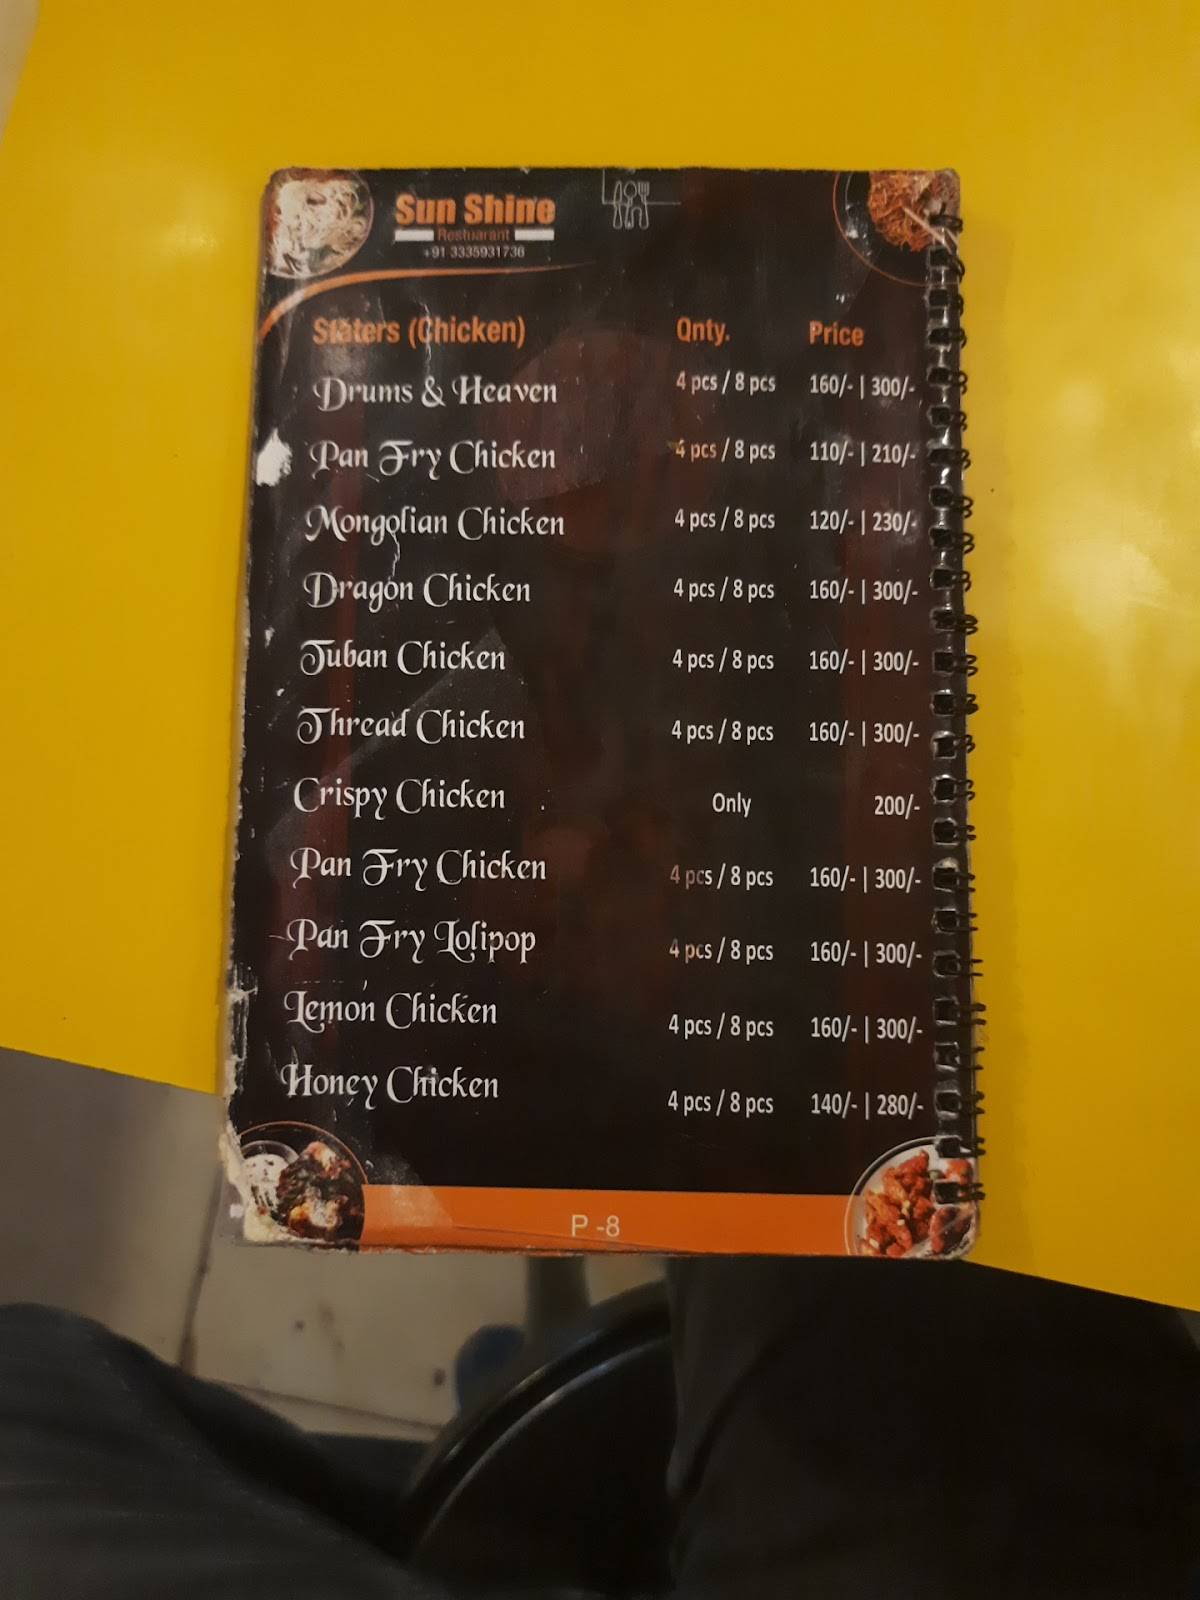 Sun Shine
Restuarant
+91 3335931736
Staters (Chicken) Qnty. Price
Drums & Heaven 4 pcs / 8 pcs 160/- | 300/-
Pan Fry Chicken 4 pcs / 8 pcs 110/- | 210/-
Mongolian Chicken 4 pcs / 8 pcs 120/- | 230/-
Dragon Chicken 4 pcs / 8 pcs 160/- | 300/-
Tuban Chicken 4 pcs / 8 pcs 160/- | 300/-
Thread Chicken 4 pcs / 8 pcs 160/- | 300/-
Crispy Chicken Only 200/-
Pan Fry Chicken 4 pcs / 8 pcs 160/- | 300/-
Pan Fry Lolipop 4 pcs / 8 pcs 160/- | 300/-
Lemon Chicken 4 pcs / 8 pcs 160/- | 300/-
Honey Chicken 4 pcs / 8 pcs 140/- | 280/-
P -8